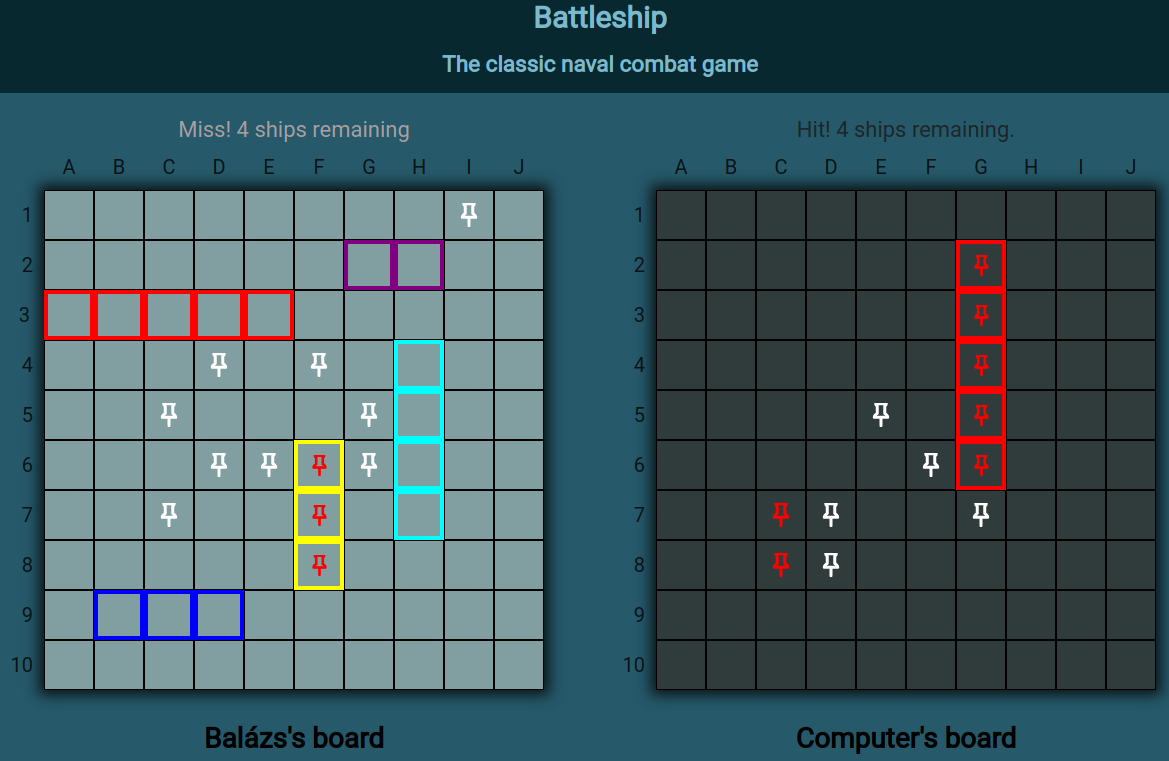 Battleship
The classic naval combat game
Miss! 4 ships remaining
Hit! 4 ships remaining.
A B C D E F G H I J
A B C D E F G H I J
1
2
3
4
5
6
7
8
9
10
1
2
3
4
5
6
7
8
9
10
Balázs's board
Computer's board